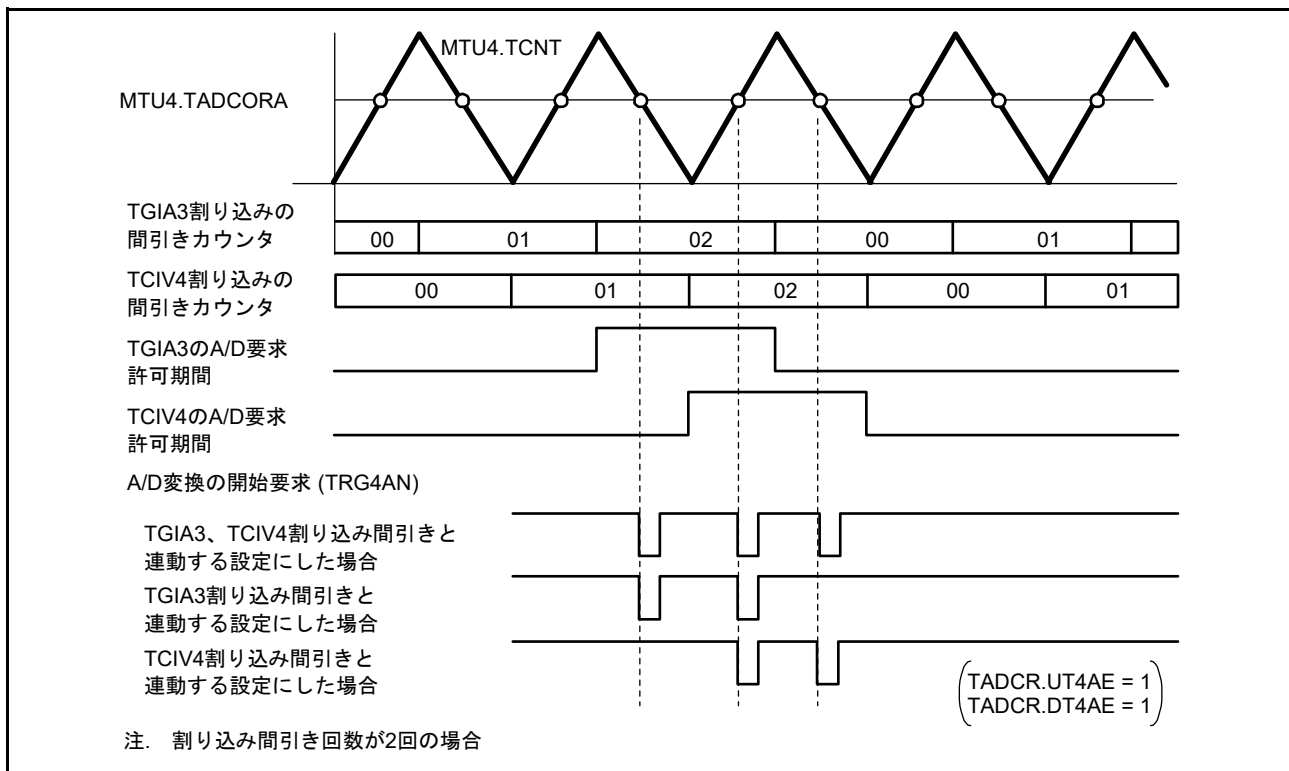 MTU4.TCNT
MTU4.TADCORA
TGIA3割り込みの
間引きカウンタ
00 01 02 00 01
TCIV4割り込みの
間引きカウンタ
00 01 02 00 01
TGIA3のA/D要求
許可期間
TCIV4のA/D要求
許可期間
A/D変換の開始要求 (TRG4AN)
TGIA3、TCIV4割り込み間引きと
連動する設定にした場合
TGIA3割り込み間引きと
連動する設定にした場合
TCIV4割り込み間引きと
連動する設定にした場合
TADCR.UT4AE = 1
TADCR.DT4AE = 1
注. 割り込み間引き回数が2回の場合